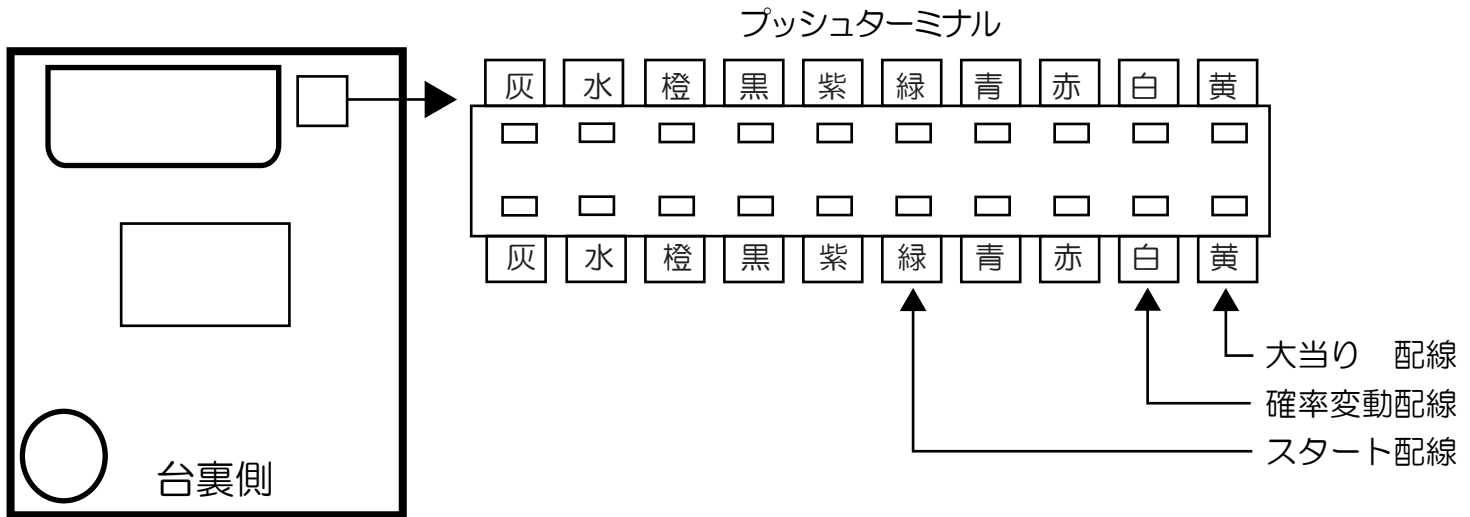 プッシュターミナル
灰 水 橙 黒 紫 緑 青 赤 白 黄
灰 水 橙 黒 紫 緑 青 赤 白 黄
大当り　配線
確率変動配線
スタート配線
台裏側